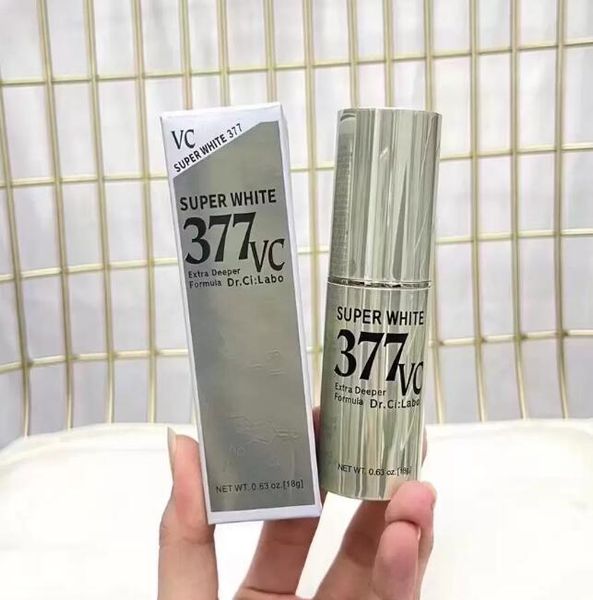 VC
SUPER WHITE 377
SUPER WHITE
377VC
Extra Deeper
Formula Dr.Ci:Labo
NET WT. 0.63 oz.[18g]
SUPER WHITE
377VC
Extra Deeper
Formula Dr.Ci:Labo
NET WT. 0.63 oz.[18g]